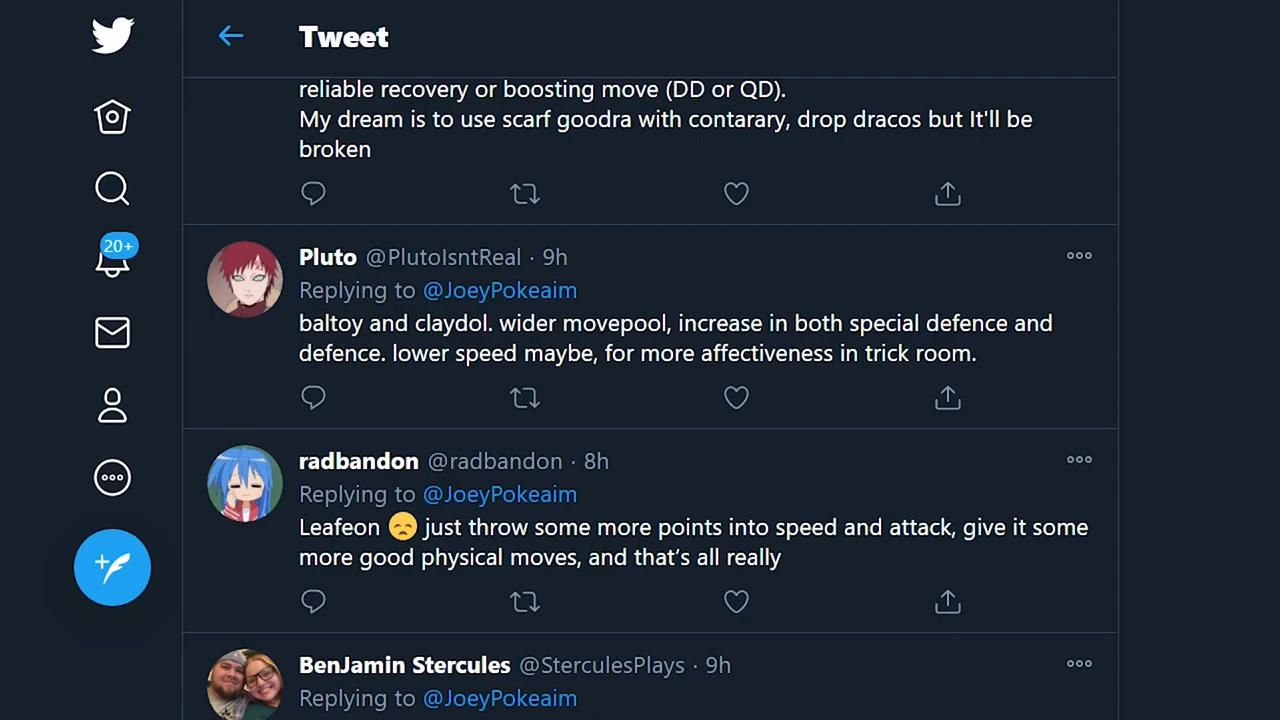 Tweet
reliable recovery or boosting move (DD or QD).
My dream is to use scarf goodra with contarary, drop dracos but It'll be
broken
20+
Pluto @PlutoIsntReal · 9h
Replying to @JoeyPokeaim
baltoy and claydol. wider movepool, increase in both special defence and
defence. lower speed maybe, for more affectiveness in trick room.
radbandon @radbandon · 8h
Replying to @JoeyPokeaim
Leafeon 😞 just throw some more points into speed and attack, give it some
more good physical moves, and that’s all really
BenJamin Stercules @SterculesPlays · 9h
Replying to @JoeyPokeaim